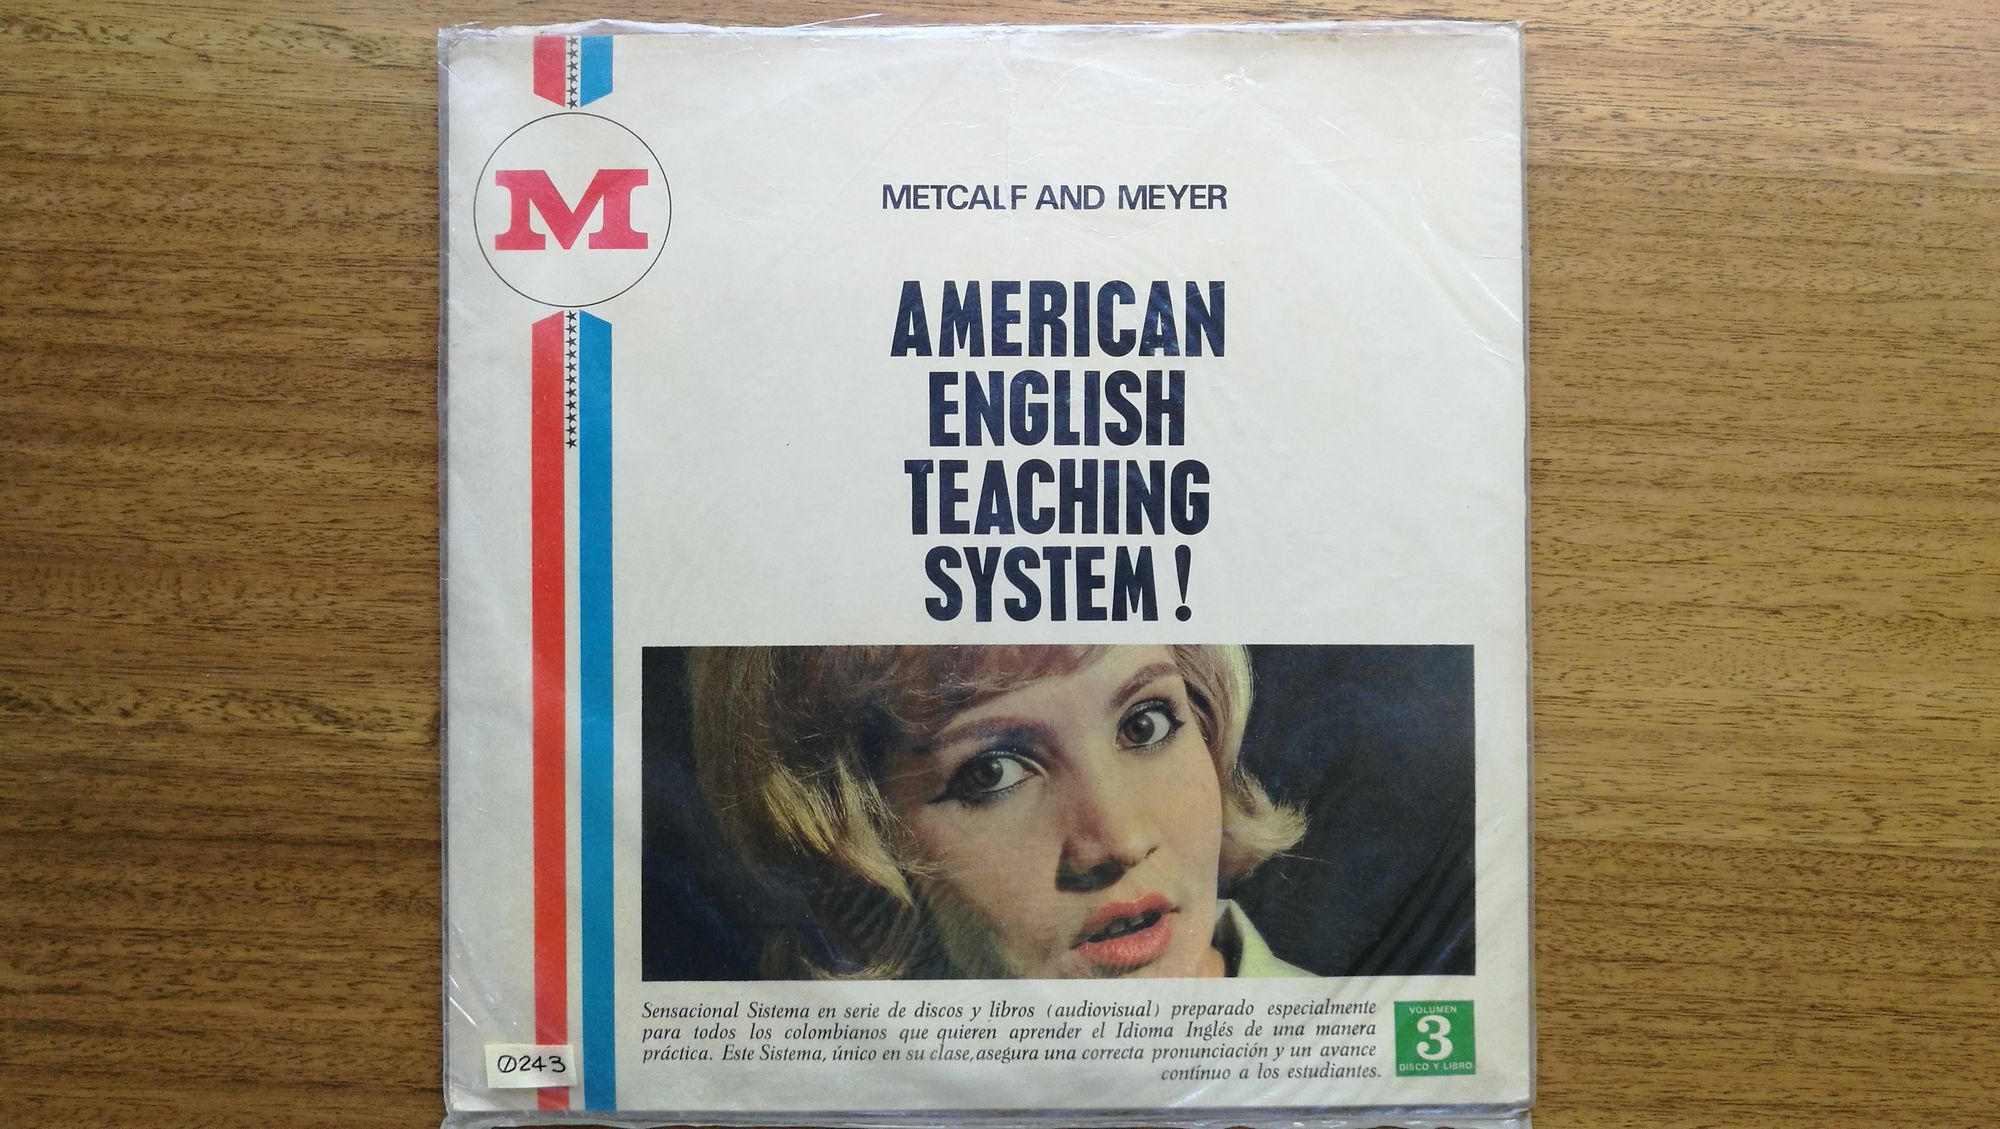 M
METCALF AND MEYER
AMERICAN
ENGLISH
TEACHING
SYSTEM!
Sensacional Sistema en serie de discos y libros (audiovisual) preparado especialmente
para todos los colombianos que quieren aprender el Idioma Inglés de una manera
práctica. Este Sistema, único en su clase, asegura una correcta pronunciación y un avance
contínuo a los estudiantes.
VOLUMEN
3
DISCO Y LIBRO
0243